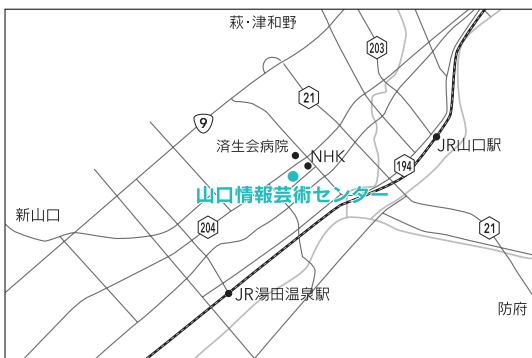 萩・津和野
203
21
9
済生会病院
NHK
JR山口駅
194
山口情報芸術センター
新山口
204
21
JR湯田温泉駅
防府